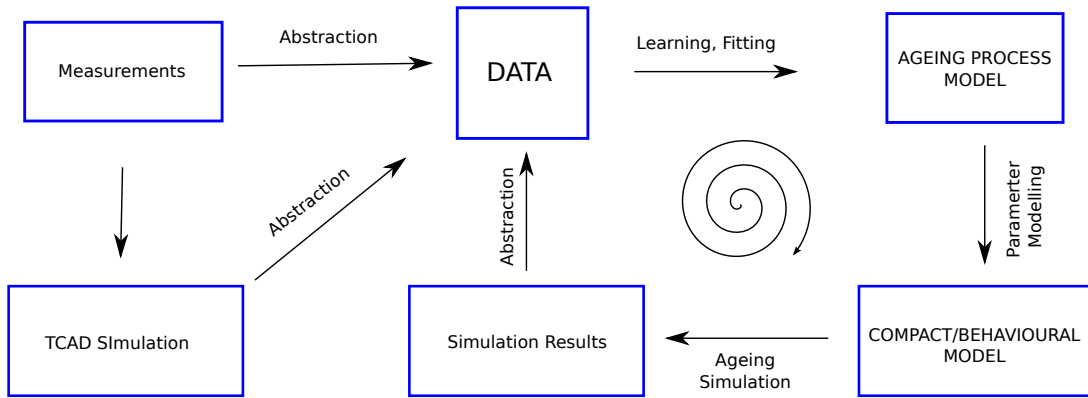 Measurements
Abstraction
DATA
Learning, Fitting
AGEING PROCESS
MODEL
Abstraction
Abstraction
Paramerter
Modelling
TCAD SImulation
Simulation Results
Ageing
Simulation
COMPACT/BEHAVIOURAL
MODEL